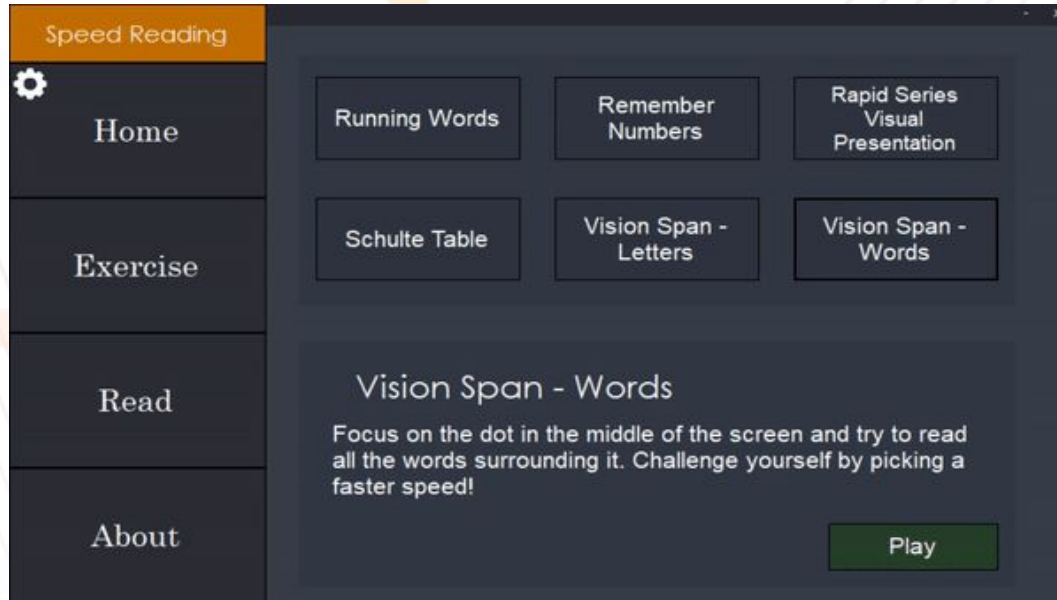 Speed Reading
Home
Exercise
Read
About
Running Words
Remember
Numbers
Rapid Series
Visual
Presentation
Schulte Table
Vision Span -
Letters
Vision Span -
Words
Vision Span - Words
Focus on the dot in the middle of the screen and try to read
all the words surrounding it. Challenge yourself by picking a
faster speed!
Play